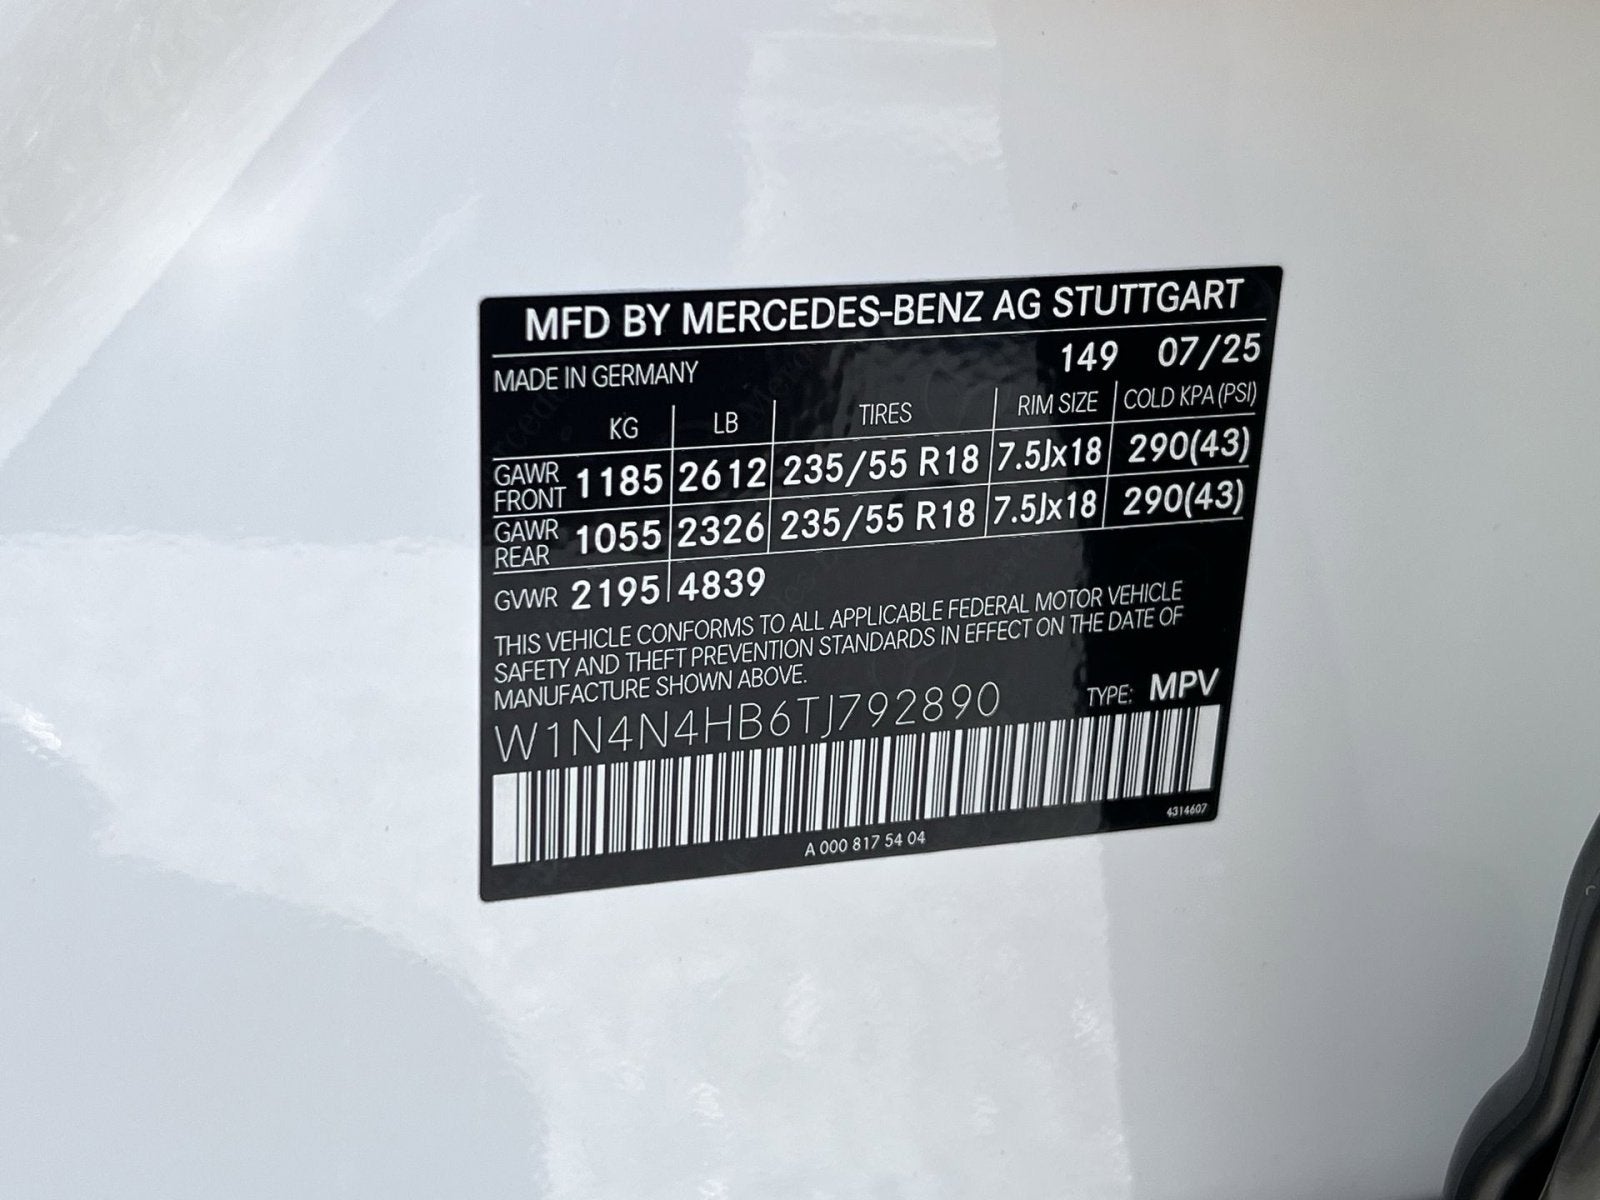 MFD BY MERCEDES-BENZ AG STUTTGART
MADE IN GERMANY 149 07/25
KG LB TIRES RIM SIZE COLD KPA (PSI)
GAWR FRONT 1185 2612 235/55 R18 7.5Jx18 290(43)
GAWR REAR 1055 2326 235/55 R18 7.5Jx18 290(43)
GVWR 2195 4839
THIS VEHICLE CONFORMS TO ALL APPLICABLE FEDERAL MOTOR VEHICLE
SAFETY AND THEFT PREVENTION STANDARDS IN EFFECT ON THE DATE OF
MANUFACTURE SHOWN ABOVE.
W1N4N4HB6TJ792890 TYPE: MPV
4314607
A 000 817 54 04